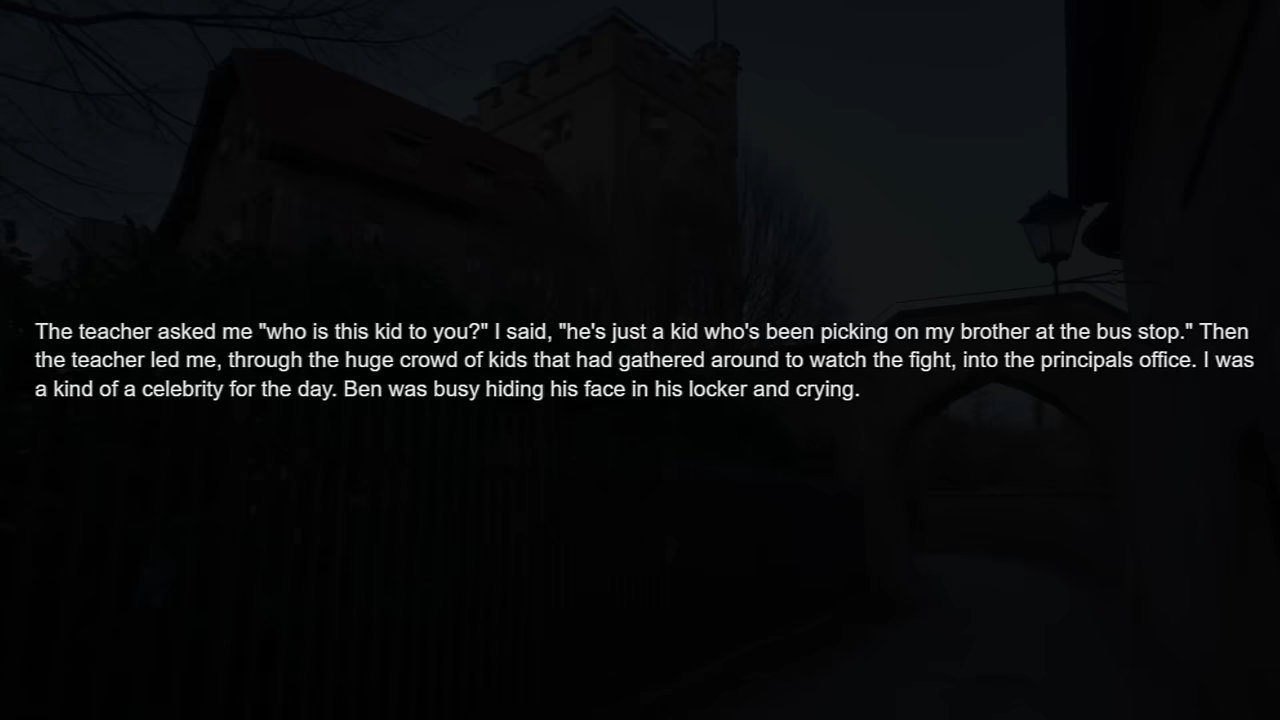 The teacher asked me "who is this kid to you?" I said, "he's just a kid who's been picking on my brother at the bus stop." Then
the teacher led me, through the huge crowd of kids that had gathered around to watch the fight, into the principals office. I was
a kind of a celebrity for the day. Ben was busy hiding his face in his locker and crying.